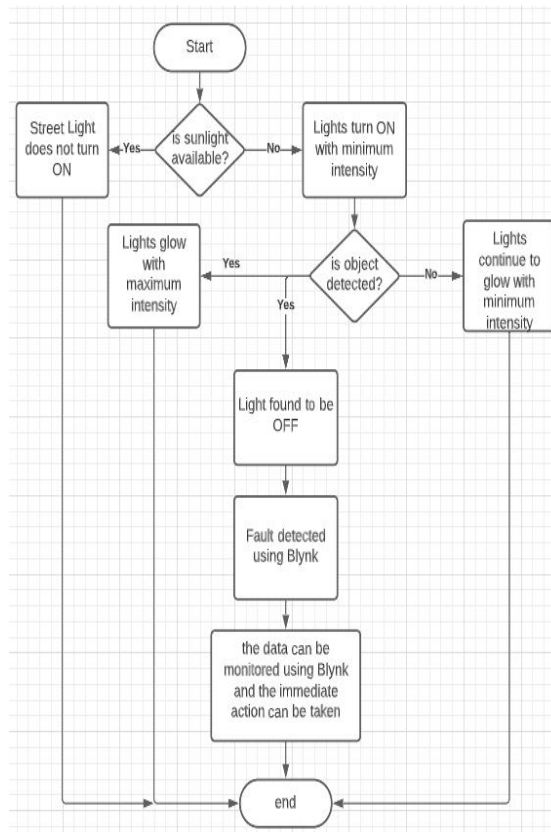 Start
Street Light
does not turn
ON
Yes
is sunlight
available?
No
Lights turn ON
with minimum
intensity
Lights glow
with
maximum
intensity
Yes
Yes
is object
detected?
No
Lights
continue to
glow with
minimum
intensity
Light found to be
OFF
Fault detected
using Blynk
the data can be
monitored using Blynk
and the immediate
action can be taken
end